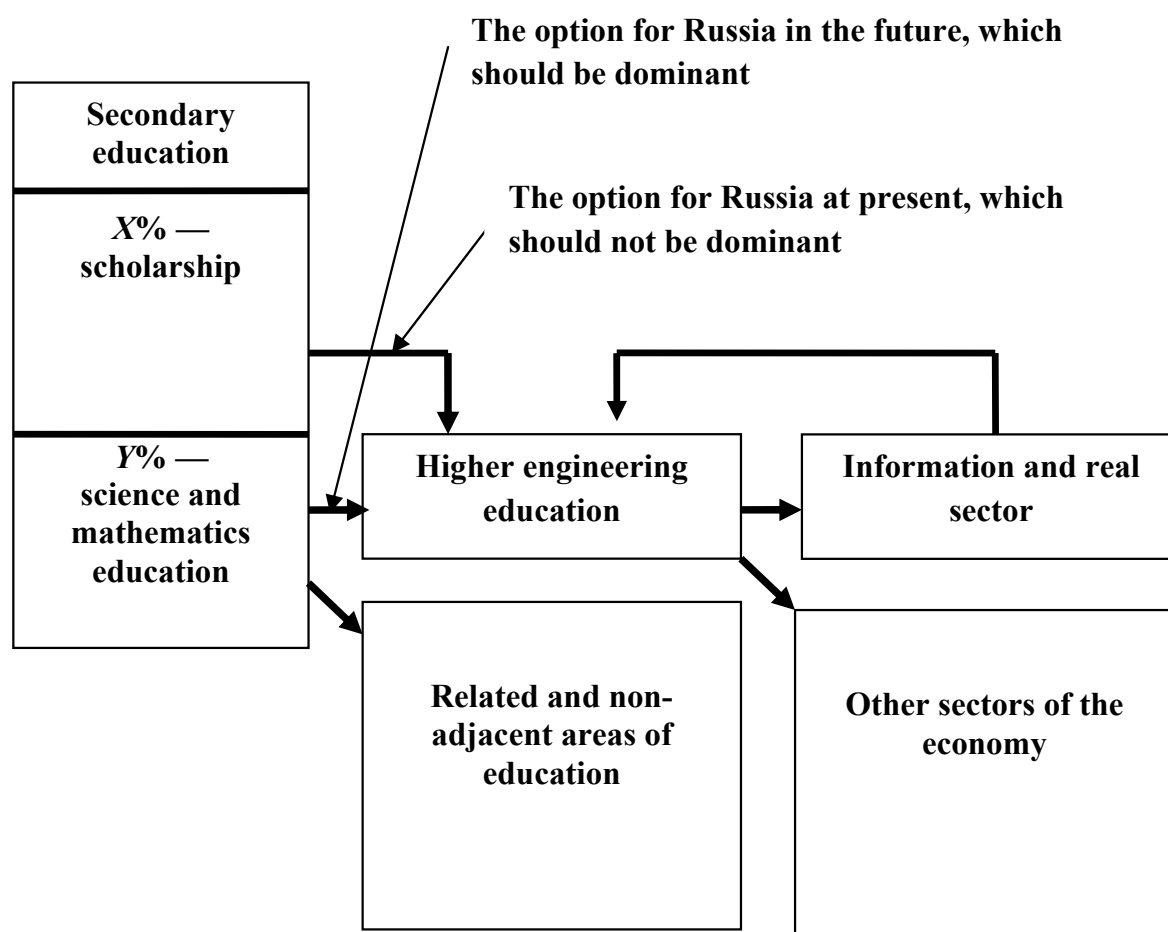 The option for Russia in the future, which
should be dominant
Secondary
education
The option for Russia at present, which
should not be dominant
X% —
scholarship
Y% —
science and
mathematics
education
Higher engineering
education
Information and real
sector
Related and non-
adjacent areas of
education
Other sectors of the
economy